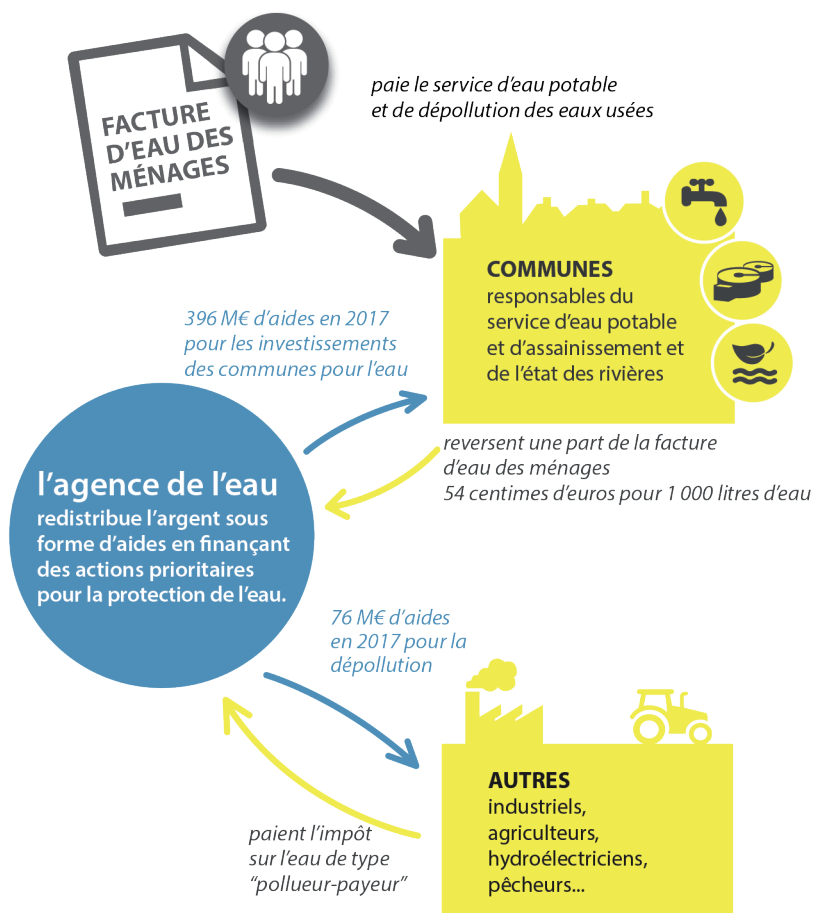 FACTURE
D’EAU DES
MÉNAGES
paie le service d’eau potable
et de dépollution des eaux usées
COMMUNES
responsables du
service d’eau potable
et d’assainissement et
de l’état des rivières
396 M€ d’aides en 2017
pour les investissements
des communes pour l’eau
reversent une part de la facture
d’eau des ménages
54 centimes d’euros pour 1 000 litres d’eau
l’agence de l’eau
redistribue l’argent sous
forme d’aides en finançant
des actions prioritaires
pour la protection de l’eau.
76 M€ d’aides
en 2017 pour la
dépollution
AUTRES
industriels,
agriculteurs,
hydroélectriciens,
pêcheurs...
paient l’impôt
sur l’eau de type
“pollueur-payeur”